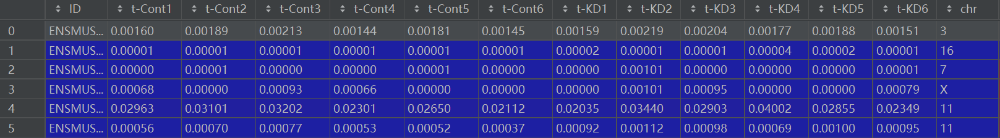 ID t-Cont1 t-Cont2 t-Cont3 t-Cont4 t-Cont5 t-Cont6 t-KD1 t-KD2 t-KD3 t-KD4 t-KD5 t-KD6 chr
0 ENSMUS... 0.00160 0.00189 0.00213 0.00144 0.00181 0.00145 0.00159 0.00219 0.00204 0.00177 0.00188 0.00151 3
1 ENSMUS... 0.00001 0.00001 0.00001 0.00001 0.00001 0.00001 0.00002 0.00001 0.00001 0.00004 0.00002 0.00001 16
2 ENSMUS... 0.00000 0.00001 0.00000 0.00000 0.00001 0.00000 0.00000 0.00101 0.00000 0.00000 0.00000 0.00001 7
3 ENSMUS... 0.00068 0.00000 0.00093 0.00066 0.00000 0.00000 0.00000 0.00101 0.00095 0.00000 0.00000 0.00079 X
4 ENSMUS... 0.02963 0.03101 0.03202 0.02301 0.02650 0.02112 0.02035 0.03440 0.02903 0.04002 0.02855 0.02349 11
5 ENSMUS... 0.00056 0.00070 0.00077 0.00053 0.00052 0.00037 0.00092 0.00112 0.00098 0.00069 0.00100 0.00095 11